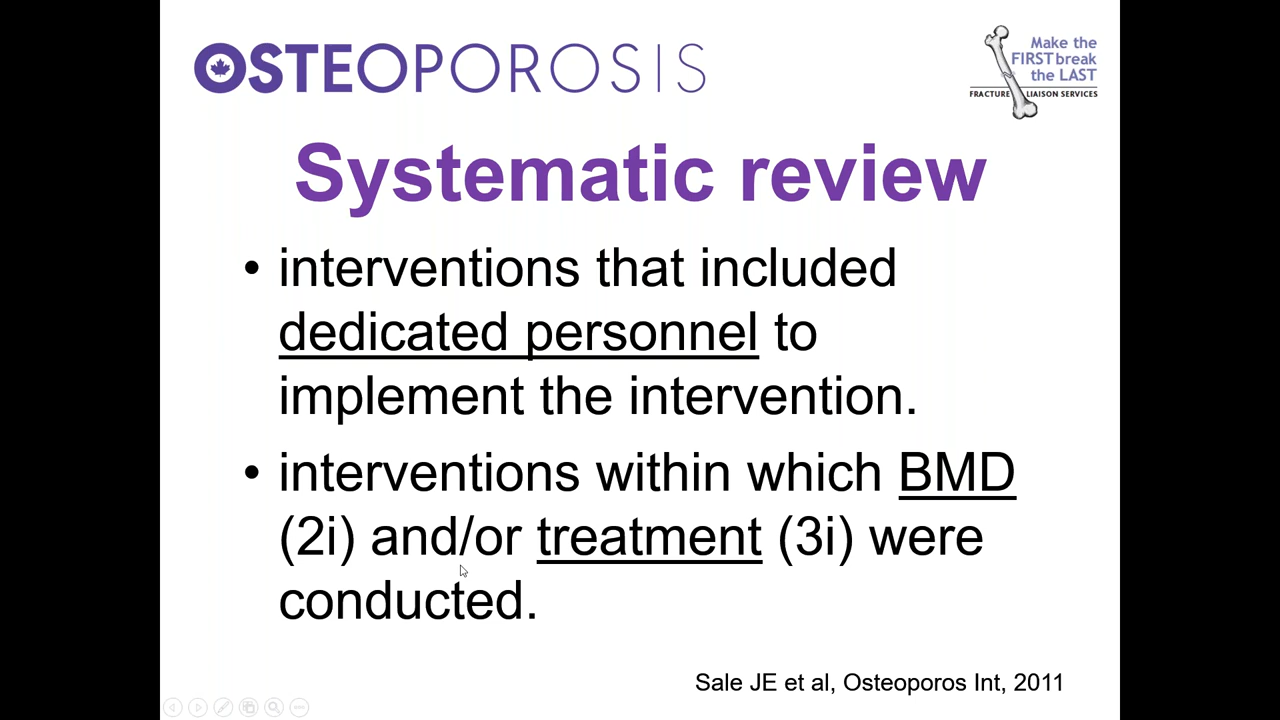 OSTEOPOROSIS
Make the
FIRST break
the LAST
FRACTURE LIAISON SERVICES
Systematic review
• interventions that included
dedicated personnel to
implement the intervention.
• interventions within which BMD
(2i) and/or treatment (3i) were
conducted.
Sale JE et al, Osteoporos Int, 2011